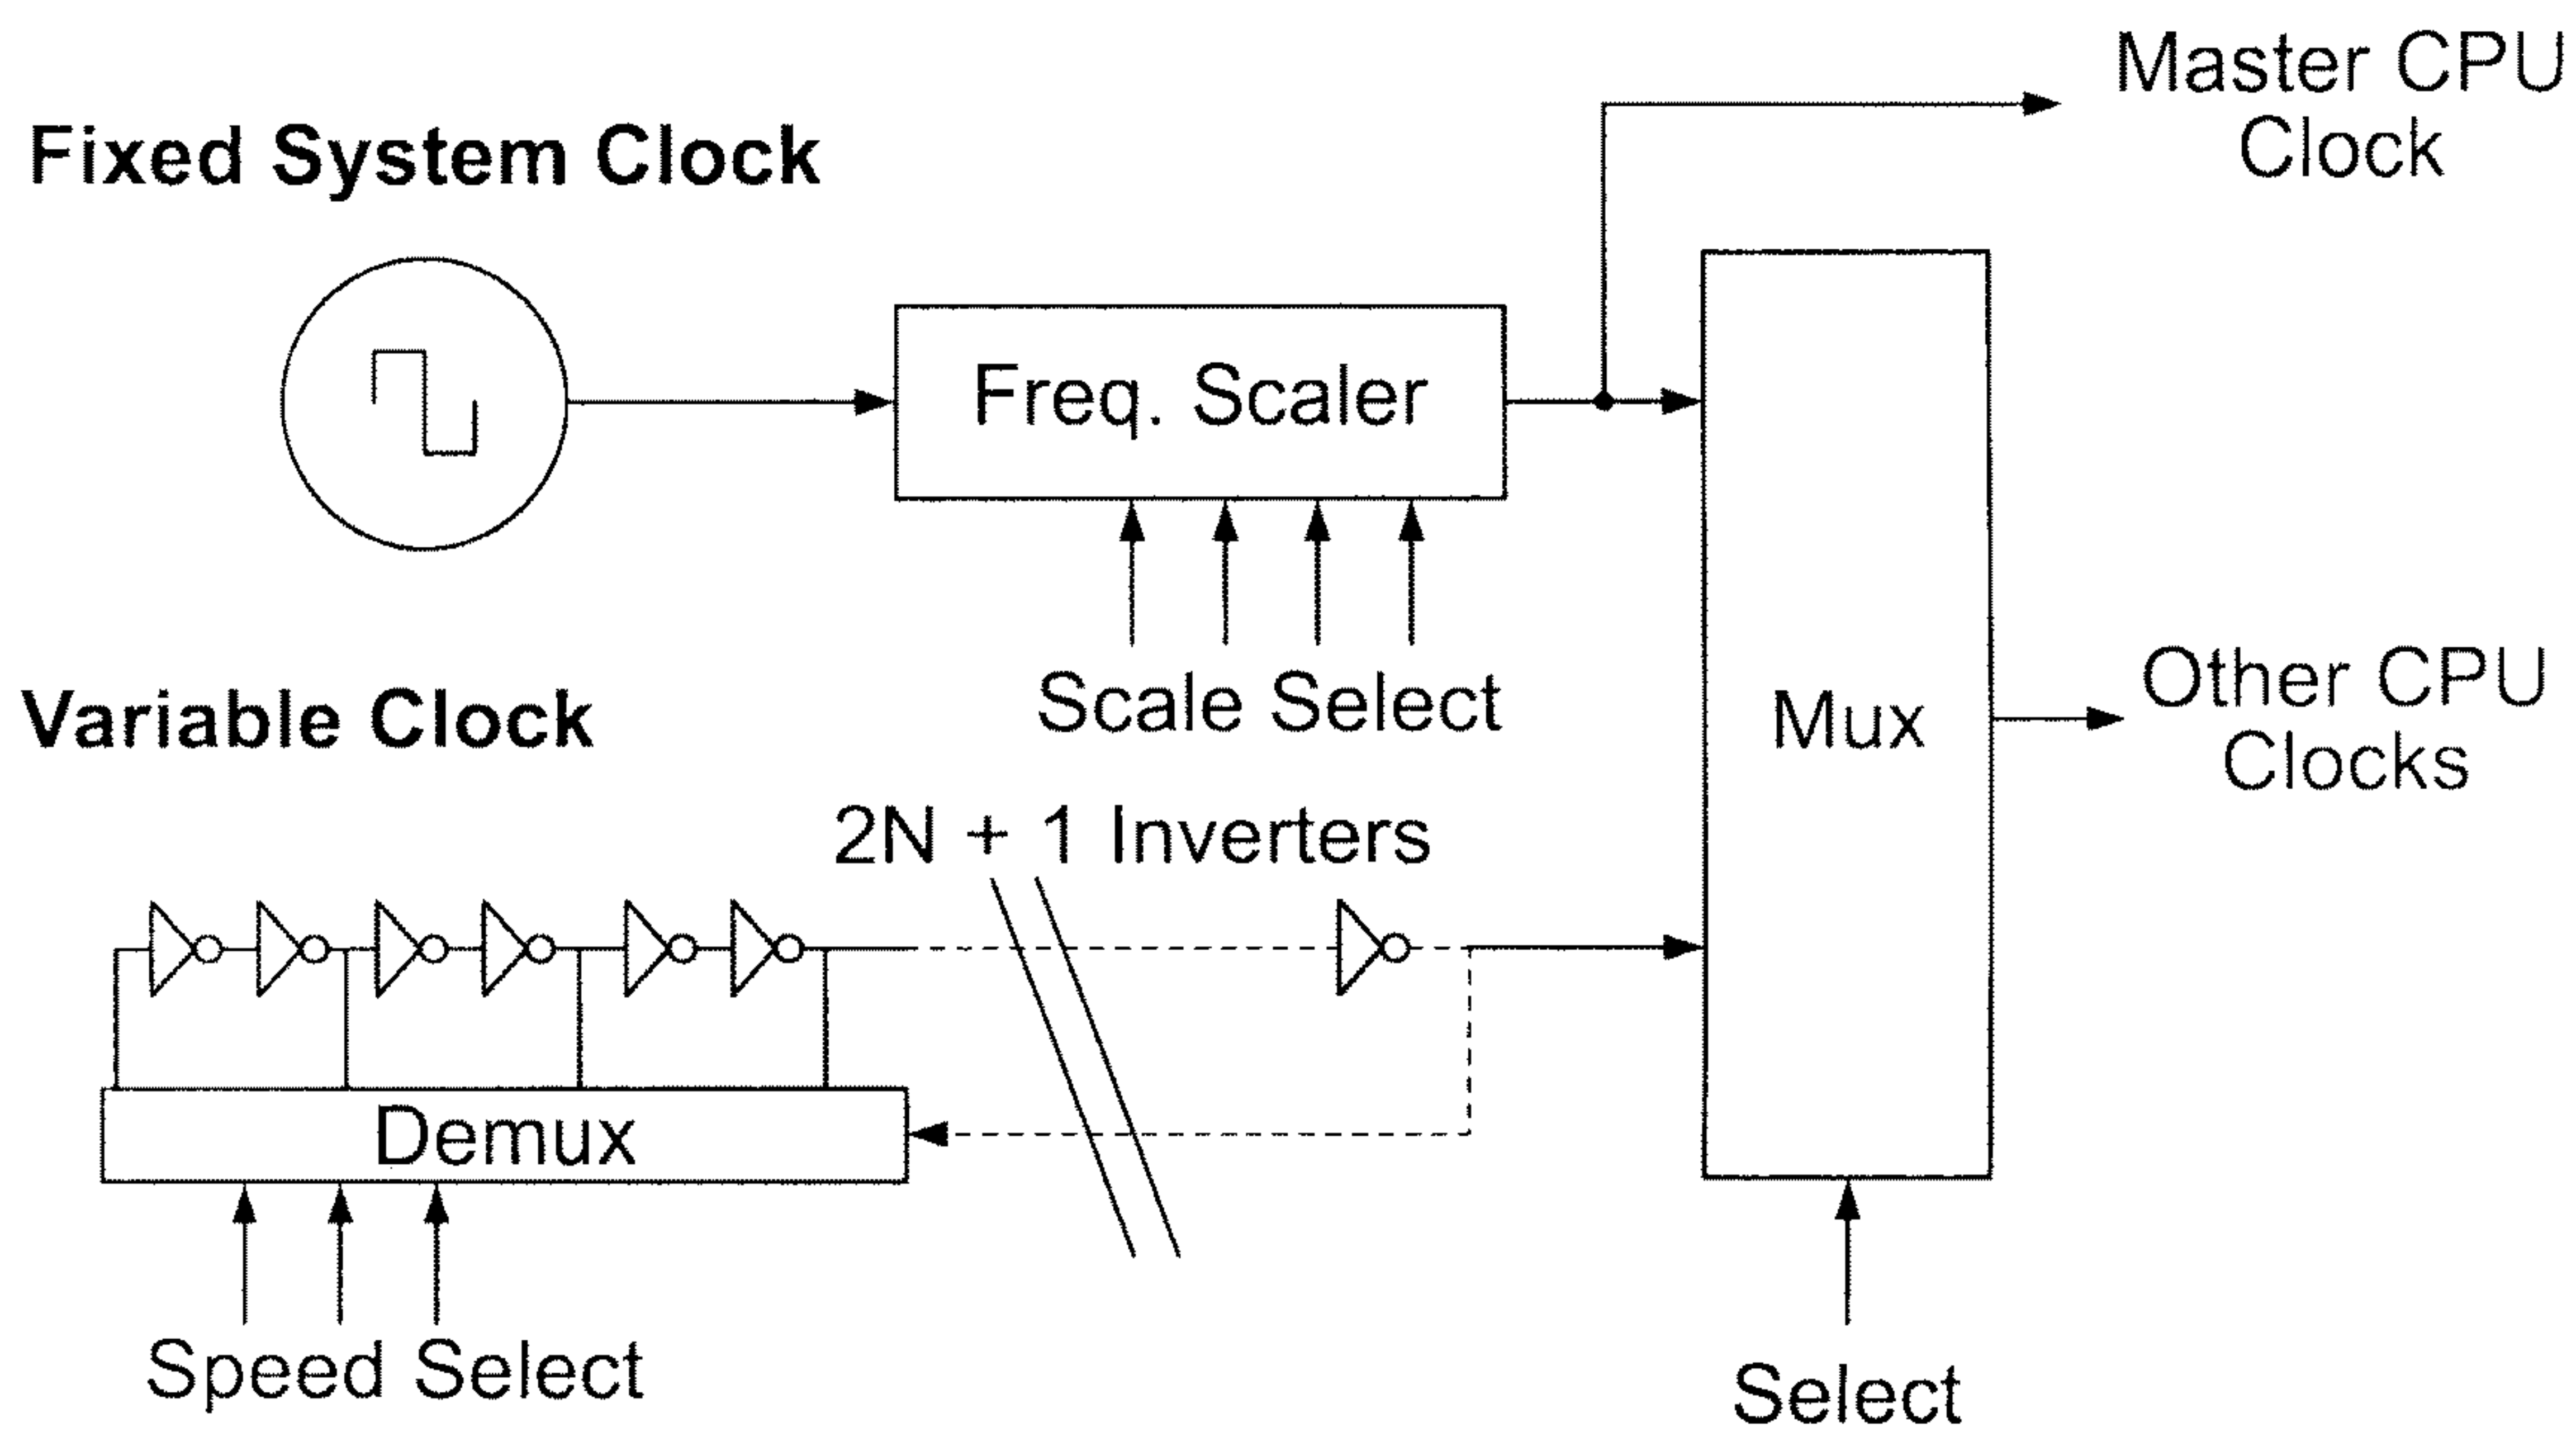 Master CPU
Clock
Fixed System Clock
Freq. Scaler
Scale Select
Variable Clock
Mux
Other CPU
Clocks
2N + 1 Inverters
Demux
Speed Select
Select